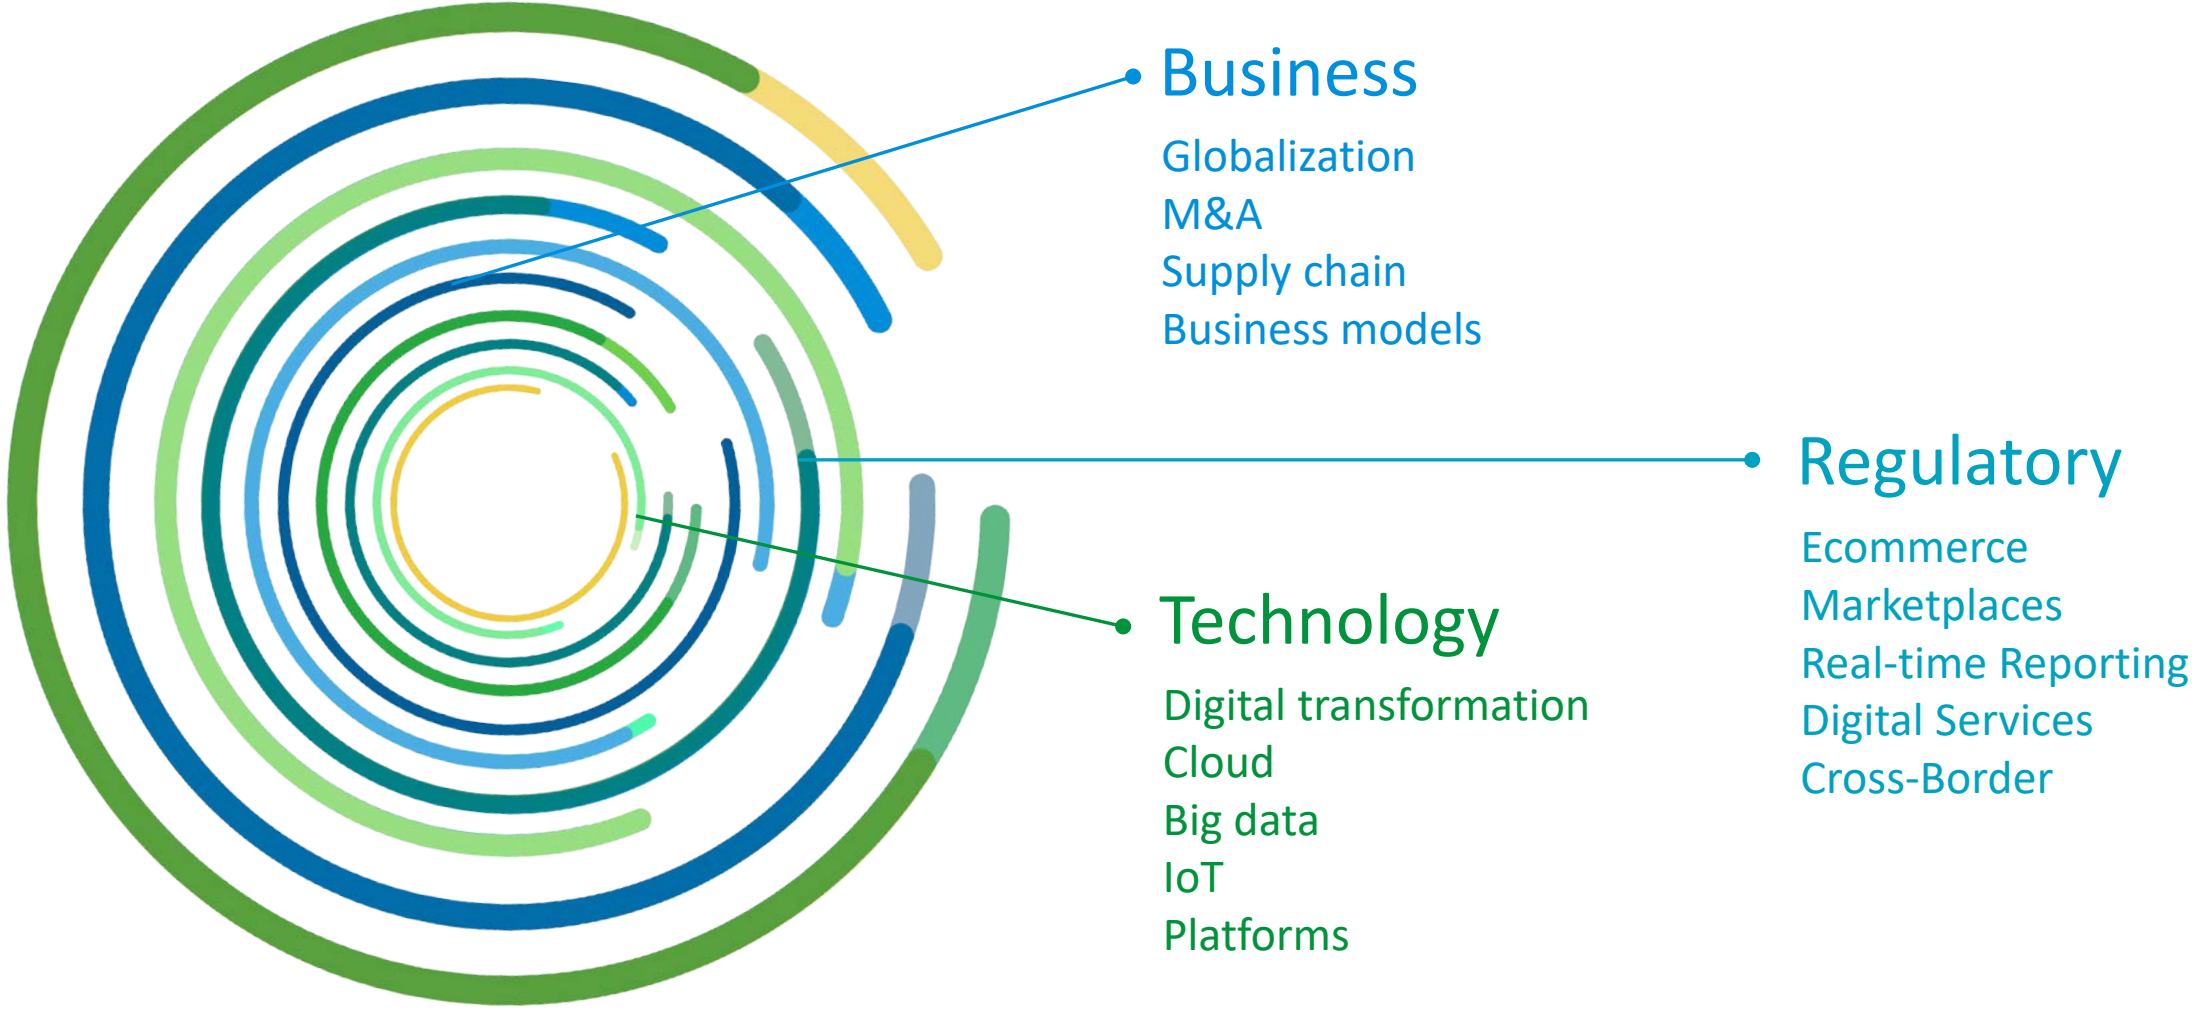 Business
Globalization
M&A
Supply chain
Business models
Regulatory
Ecommerce
Marketplaces
Real-time Reporting
Digital Services
Cross-Border
Technology
Digital transformation
Cloud
Big data
IoT
Platforms